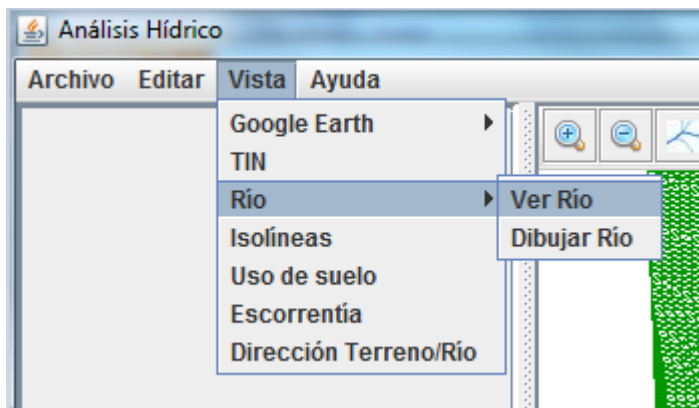 Análisis Hídrico
Archivo Editar Vista Ayuda
Google Earth
TIN
Río
Ver Río
Dibujar Río
Isolíneas
Uso de suelo
Escorrentía
Dirección Terreno/Río